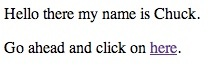 Hello there my name is Chuck.
Go ahead and click on here.